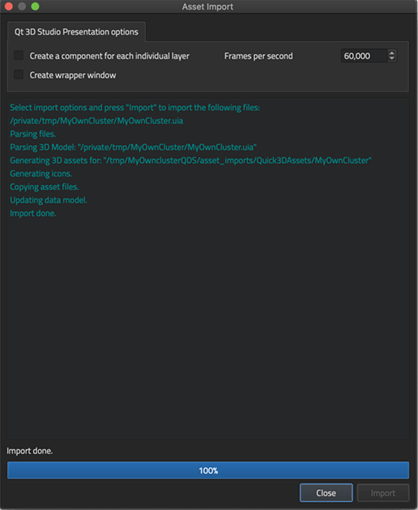 Asset Import
Qt 3D Studio Presentation options
Create a component for each individual layer Frames per second 60,000
Create wrapper window
Select import options and press "Import" to import the following files:
/private/tmp/MyOwnCluster/MyOwnCluster.uia
Parsing files.
Parsing 3D Model: "/private/tmp/MyOwnCluster/MyOwnCluster.uia"
Generating 3D assets for: "/tmp/MyOwnclusterQDS/asset_imports/Quick3DAssets/MyOwnCluster"
Generating icons.
Copying asset files.
Updating data model.
Import done.
Import done.
100%
Close Import